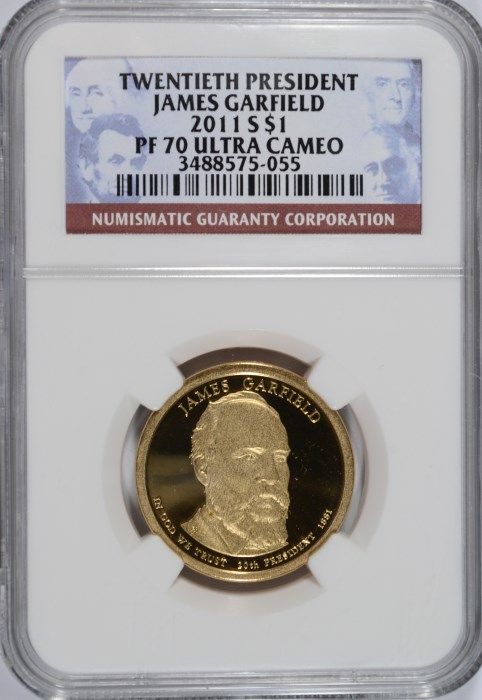 TWENTIETH PRESIDENT
JAMES GARFIELD
2011 S $1
PF 70 ULTRA CAMEO
3488575-055
NUMISMATIC GUARANTY CORPORATION
JAMES GARFIELD
IN GOD WE TRUST 20th PRESIDENT 1881